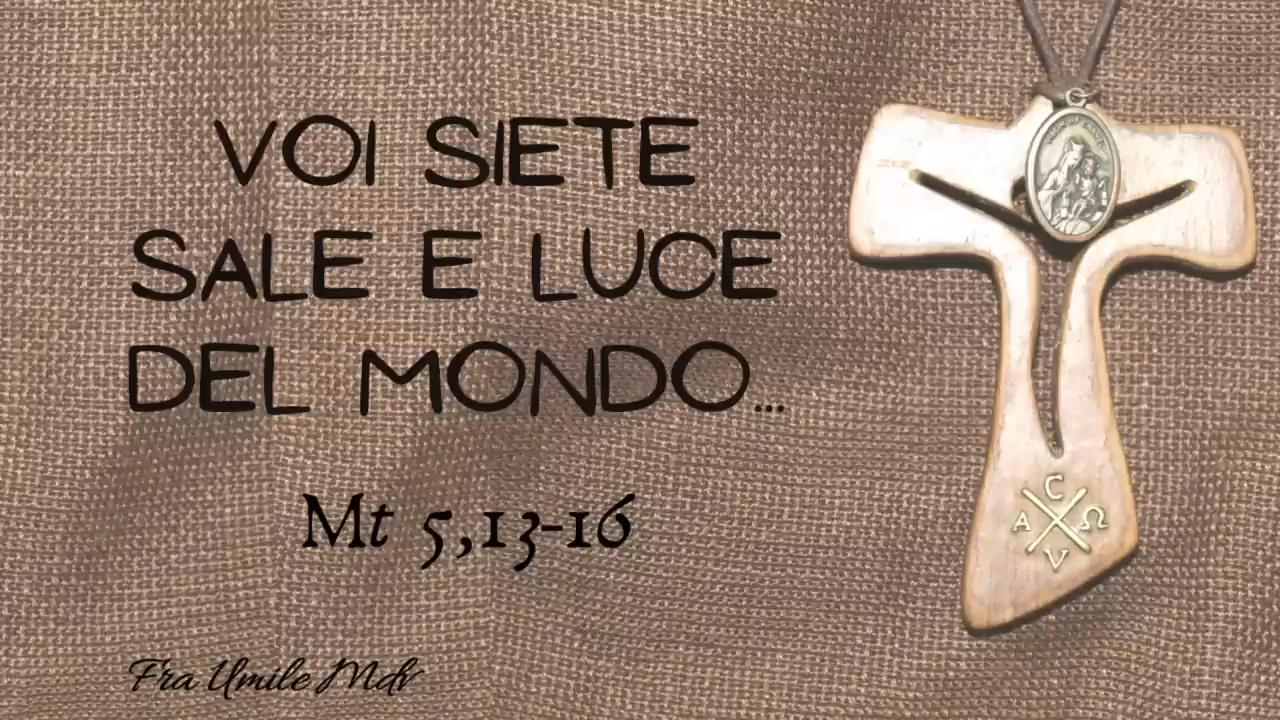 VOI SIETE
SALE E LUCE
DEL MONDO...
Mt 5,13-16
Fra Umile Mdv
C
A Ω
V